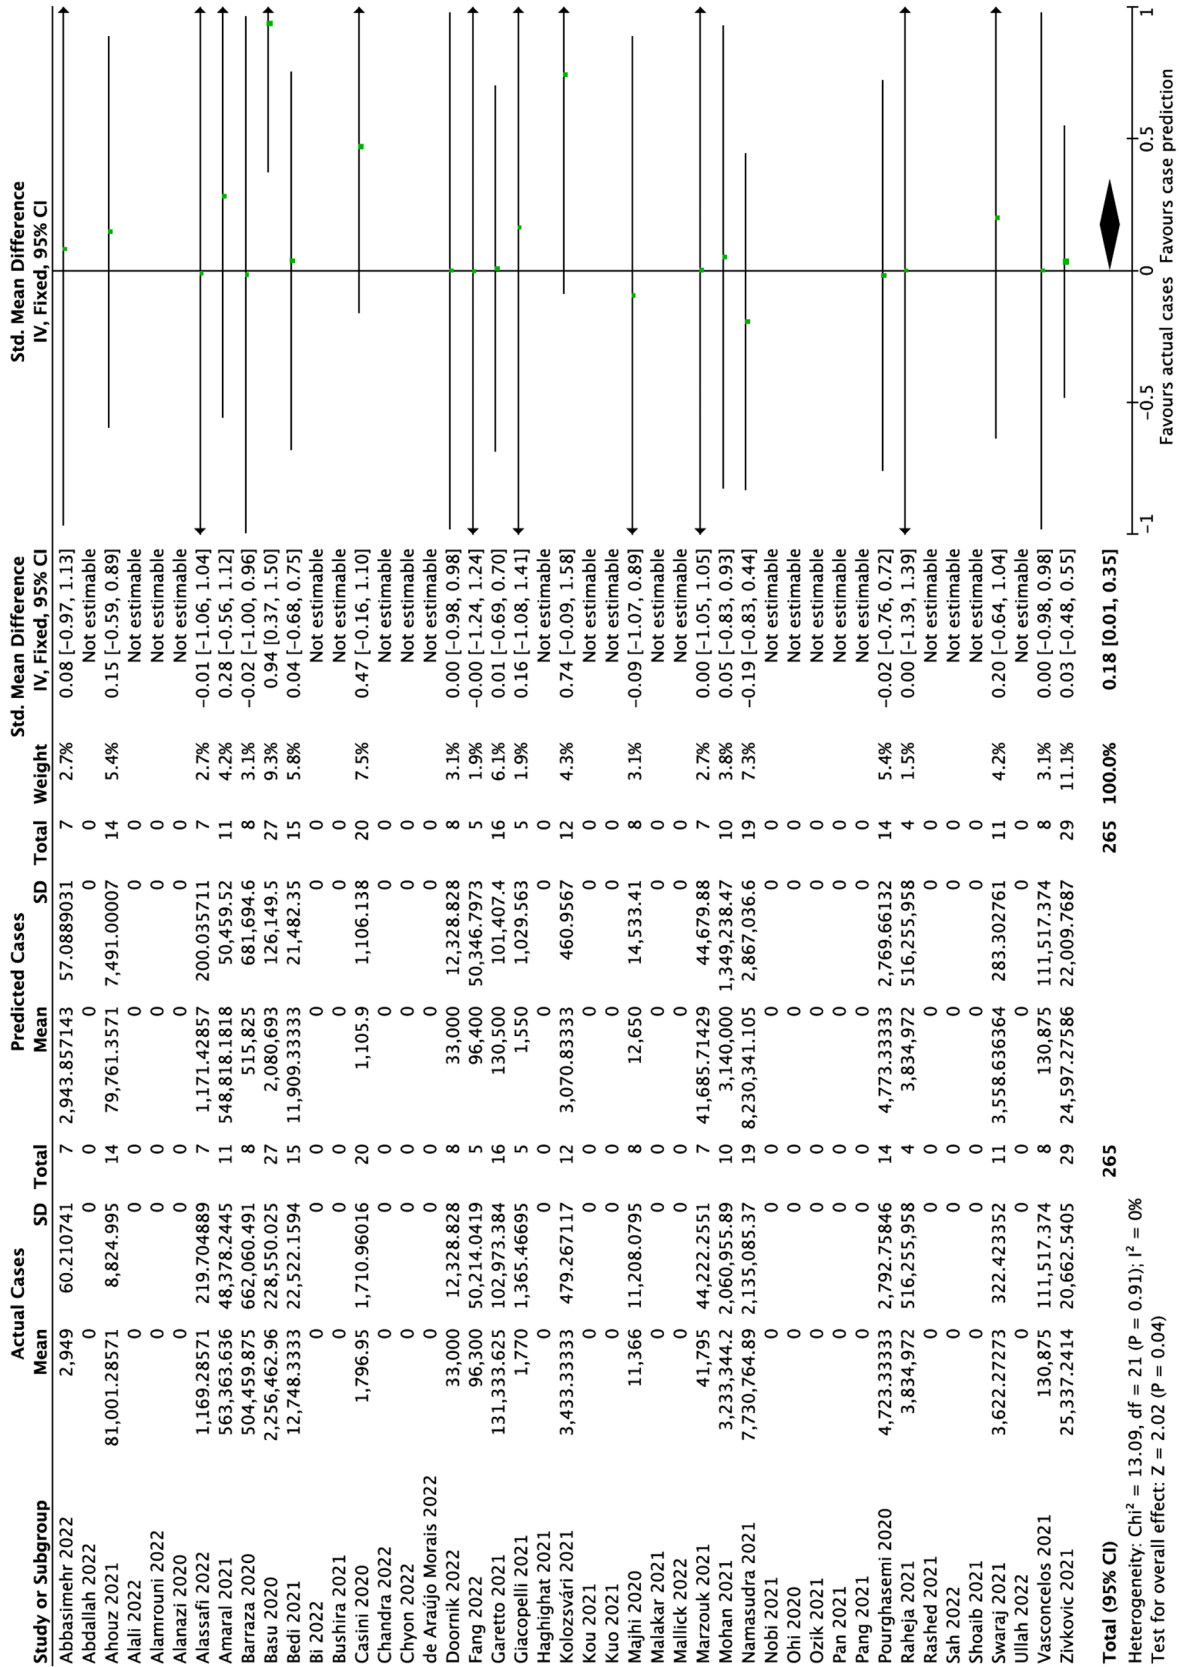 Actual Cases Predicted Cases Std. Mean Difference Std. Mean Difference
Study or Subgroup Mean SD Total Mean SD Total Weight IV, Fixed, 95% CI IV, Fixed, 95% CI
Abbasimehr 2022 2,949 60.210741 7 2,943.857143 57.0889031 7 2.7% 0.08 [−0.97, 1.13]
Abdallah 2022 0 0 0 0 0 0 Not estimable
Ahouz 2021 81,001.28571 8,824.995 14 79,761.3571 7,491.00007 14 5.4% 0.15 [−0.59, 0.89]
Alali 2022 0 0 0 0 0 0 Not estimable
Alamrouni 2022 0 0 0 0 0 0 Not estimable
Alanazi 2020 0 0 0 0 0 0 Not estimable
Alassafi 2022 1,169.28571 219.704889 7 1,171.42857 200.035711 7 2.7% −0.01 [−1.06, 1.04]
Amaral 2021 563,363.636 48,378.2445 11 548,818.1818 50,459.52 11 4.2% 0.28 [−0.56, 1.12]
Barraza 2020 504,459.875 662,060.491 8 515,825 681,694.6 8 3.1% −0.02 [−1.00, 0.96]
Basu 2020 2,256,462.96 228,550.025 27 2,080,693 126,149.5 27 9.3% 0.94 [0.37, 1.50]
Bedi 2021 12,748.3333 22,522.1594 15 11,909.33333 21,482.35 15 5.8% 0.04 [−0.68, 0.75]
Bi 2022 0 0 0 0 0 0 Not estimable
Bushira 2021 0 0 0 0 0 0 Not estimable
Casini 2020 1,796.95 1,710.96016 20 1,105.9 1,106.138 20 7.5% 0.47 [−0.16, 1.10]
Chandra 2022 0 0 0 0 0 0 Not estimable
Chyon 2022 0 0 0 0 0 0 Not estimable
de Araújo Morais 2022 0 0 0 0 0 0 Not estimable
Doornik 2022 33,000 12,328.828 8 33,000 12,328.828 8 3.1% 0.00 [−0.98, 0.98]
Fang 2022 96,300 50,214.0419 5 96,400 50,346.7973 5 1.9% −0.00 [−1.24, 1.24]
Garetto 2021 131,333.625 102,973.384 16 130,500 101,407.4 16 6.1% 0.01 [−0.69, 0.70]
Giacopelli 2021 1,770 1,365.46695 5 1,550 1,029.563 5 1.9% 0.16 [−1.08, 1.41]
Haghighat 2021 0 0 0 0 0 0 Not estimable
Kolozsvári 2021 3,433.33333 479.267117 12 3,070.83333 460.9567 12 4.3% 0.74 [−0.09, 1.58]
Kou 2021 0 0 0 0 0 0 Not estimable
Kuo 2021 0 0 0 0 0 0 Not estimable
Majhi 2020 11,366 11,208.0795 8 12,650 14,533.41 8 3.1% −0.09 [−1.07, 0.89]
Malakar 2021 0 0 0 0 0 0 Not estimable
Mallick 2022 0 0 0 0 0 0 Not estimable
Marzouk 2021 41,795 44,222.2551 7 41,685.71429 44,679.88 7 2.7% 0.00 [−1.05, 1.05]
Mohan 2021 3,233,344.2 2,060,955.89 10 3,140,000 1,349,238.47 10 3.8% 0.05 [−0.83, 0.93]
Namasudra 2021 7,730,764.89 2,135,085.37 19 8,230,341.105 2,867,036.6 19 7.3% −0.19 [−0.83, 0.44]
Nobi 2021 0 0 0 0 0 0 Not estimable
Ohi 2020 0 0 0 0 0 0 Not estimable
Ozik 2021 0 0 0 0 0 0 Not estimable
Pan 2021 0 0 0 0 0 0 Not estimable
Pang 2021 0 0 0 0 0 0 Not estimable
Pourghasemi 2020 4,723.33333 2,792.75846 14 4,773.33333 2,769.66132 14 5.4% −0.02 [−0.76, 0.72]
Raheja 2021 3,834,972 516,255,958 4 3,834,972 516,255,958 4 1.5% 0.00 [−1.39, 1.39]
Rashed 2021 0 0 0 0 0 0 Not estimable
Sah 2022 0 0 0 0 0 0 Not estimable
Shoaib 2021 0 0 0 0 0 0 Not estimable
Swaraj 2021 3,622.27273 322.423352 11 3,558.636364 283.302761 11 4.2% 0.20 [−0.64, 1.04]
Ullah 2022 0 0 0 0 0 0 Not estimable
Vasconcelos 2021 130,875 111,517.374 8 130,875 111,517.374 8 3.1% 0.00 [−0.98, 0.98]
Zivkovic 2021 25,337.2414 20,662.5405 29 24,597.27586 22,009.7687 29 11.1% 0.03 [−0.48, 0.55]
Total (95% CI) 265 265 100.0% 0.18 [0.01, 0.35]
Heterogeneity: Chi² = 13.09, df = 21 (P = 0.91); I² = 0%
Test for overall effect: Z = 2.02 (P = 0.04)
−1 −0.5 0 0.5 1
Favours actual cases Favours case prediction